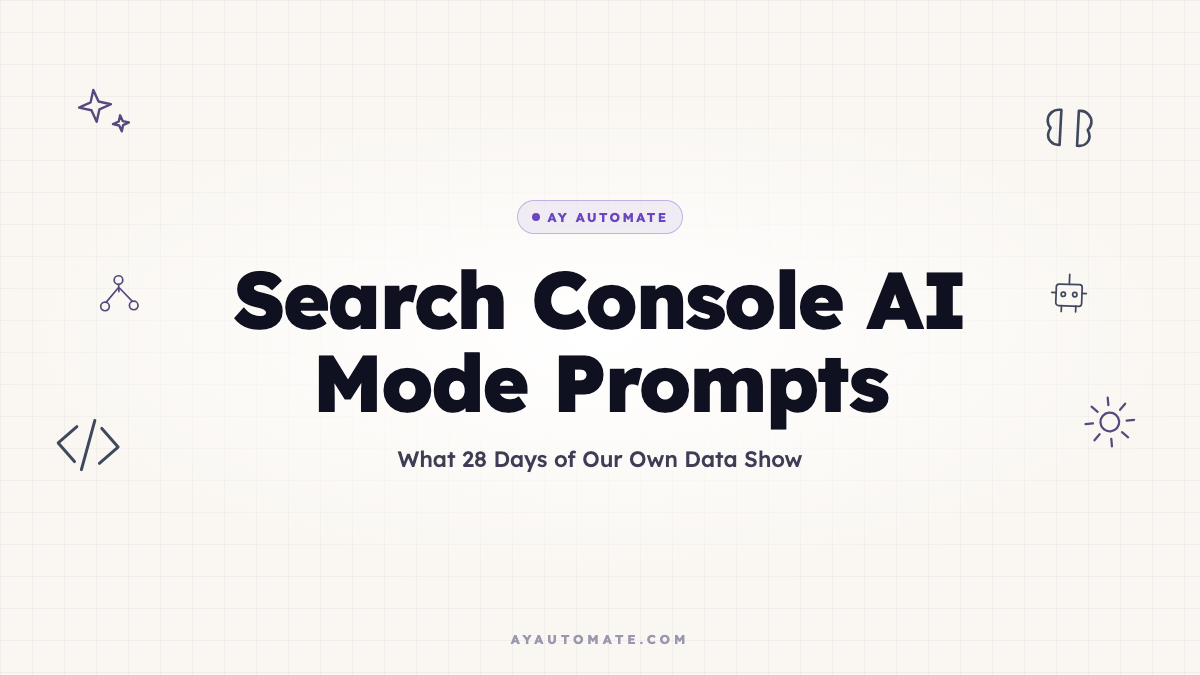 AY AUTOMATE
Search Console AI
Mode Prompts
What 28 Days of Our Own Data Show
AYAUTOMATE.COM